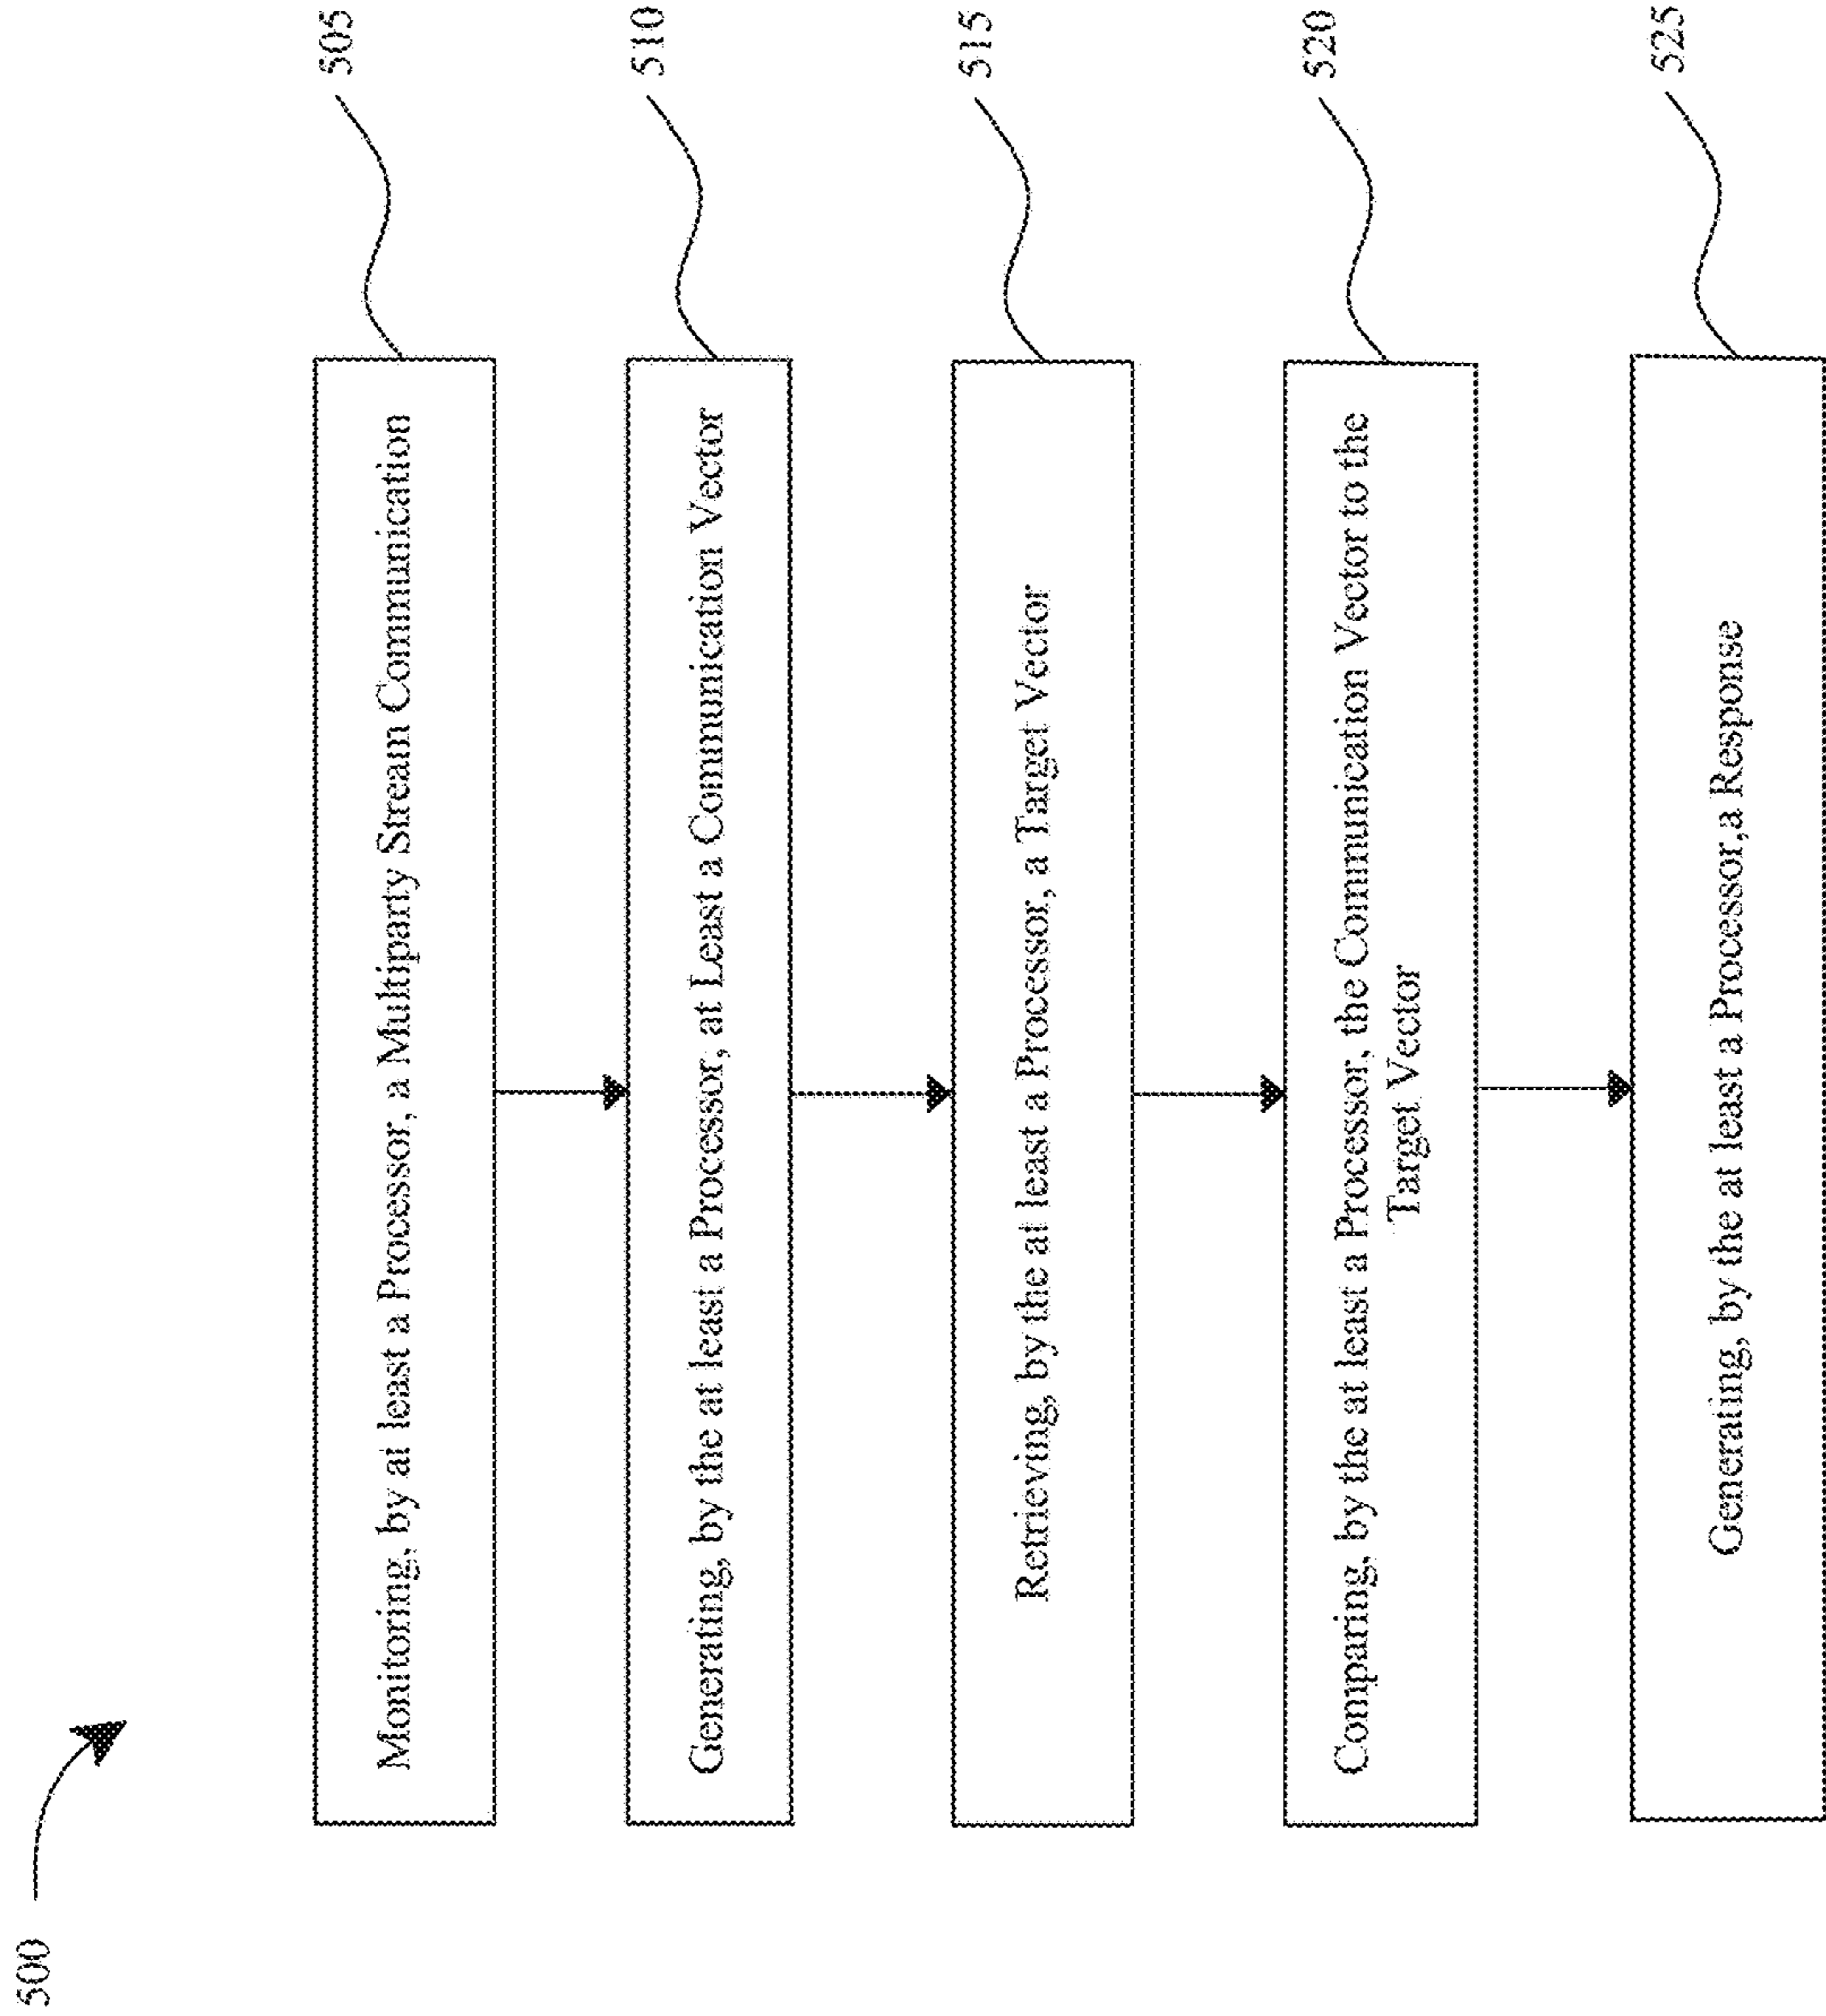 500
Monitoring, by at least a Processor, a Multiparty Stream Communication
505
Generating, by the at least a Processor, at Least a Communication Vector
510
Retrieving, by the at least a Processor, a Target Vector
515
Comparing, by the at least a Processor, the Communication Vector to the
Target Vector
520
Generating, by the at least a Processor,a Response
525